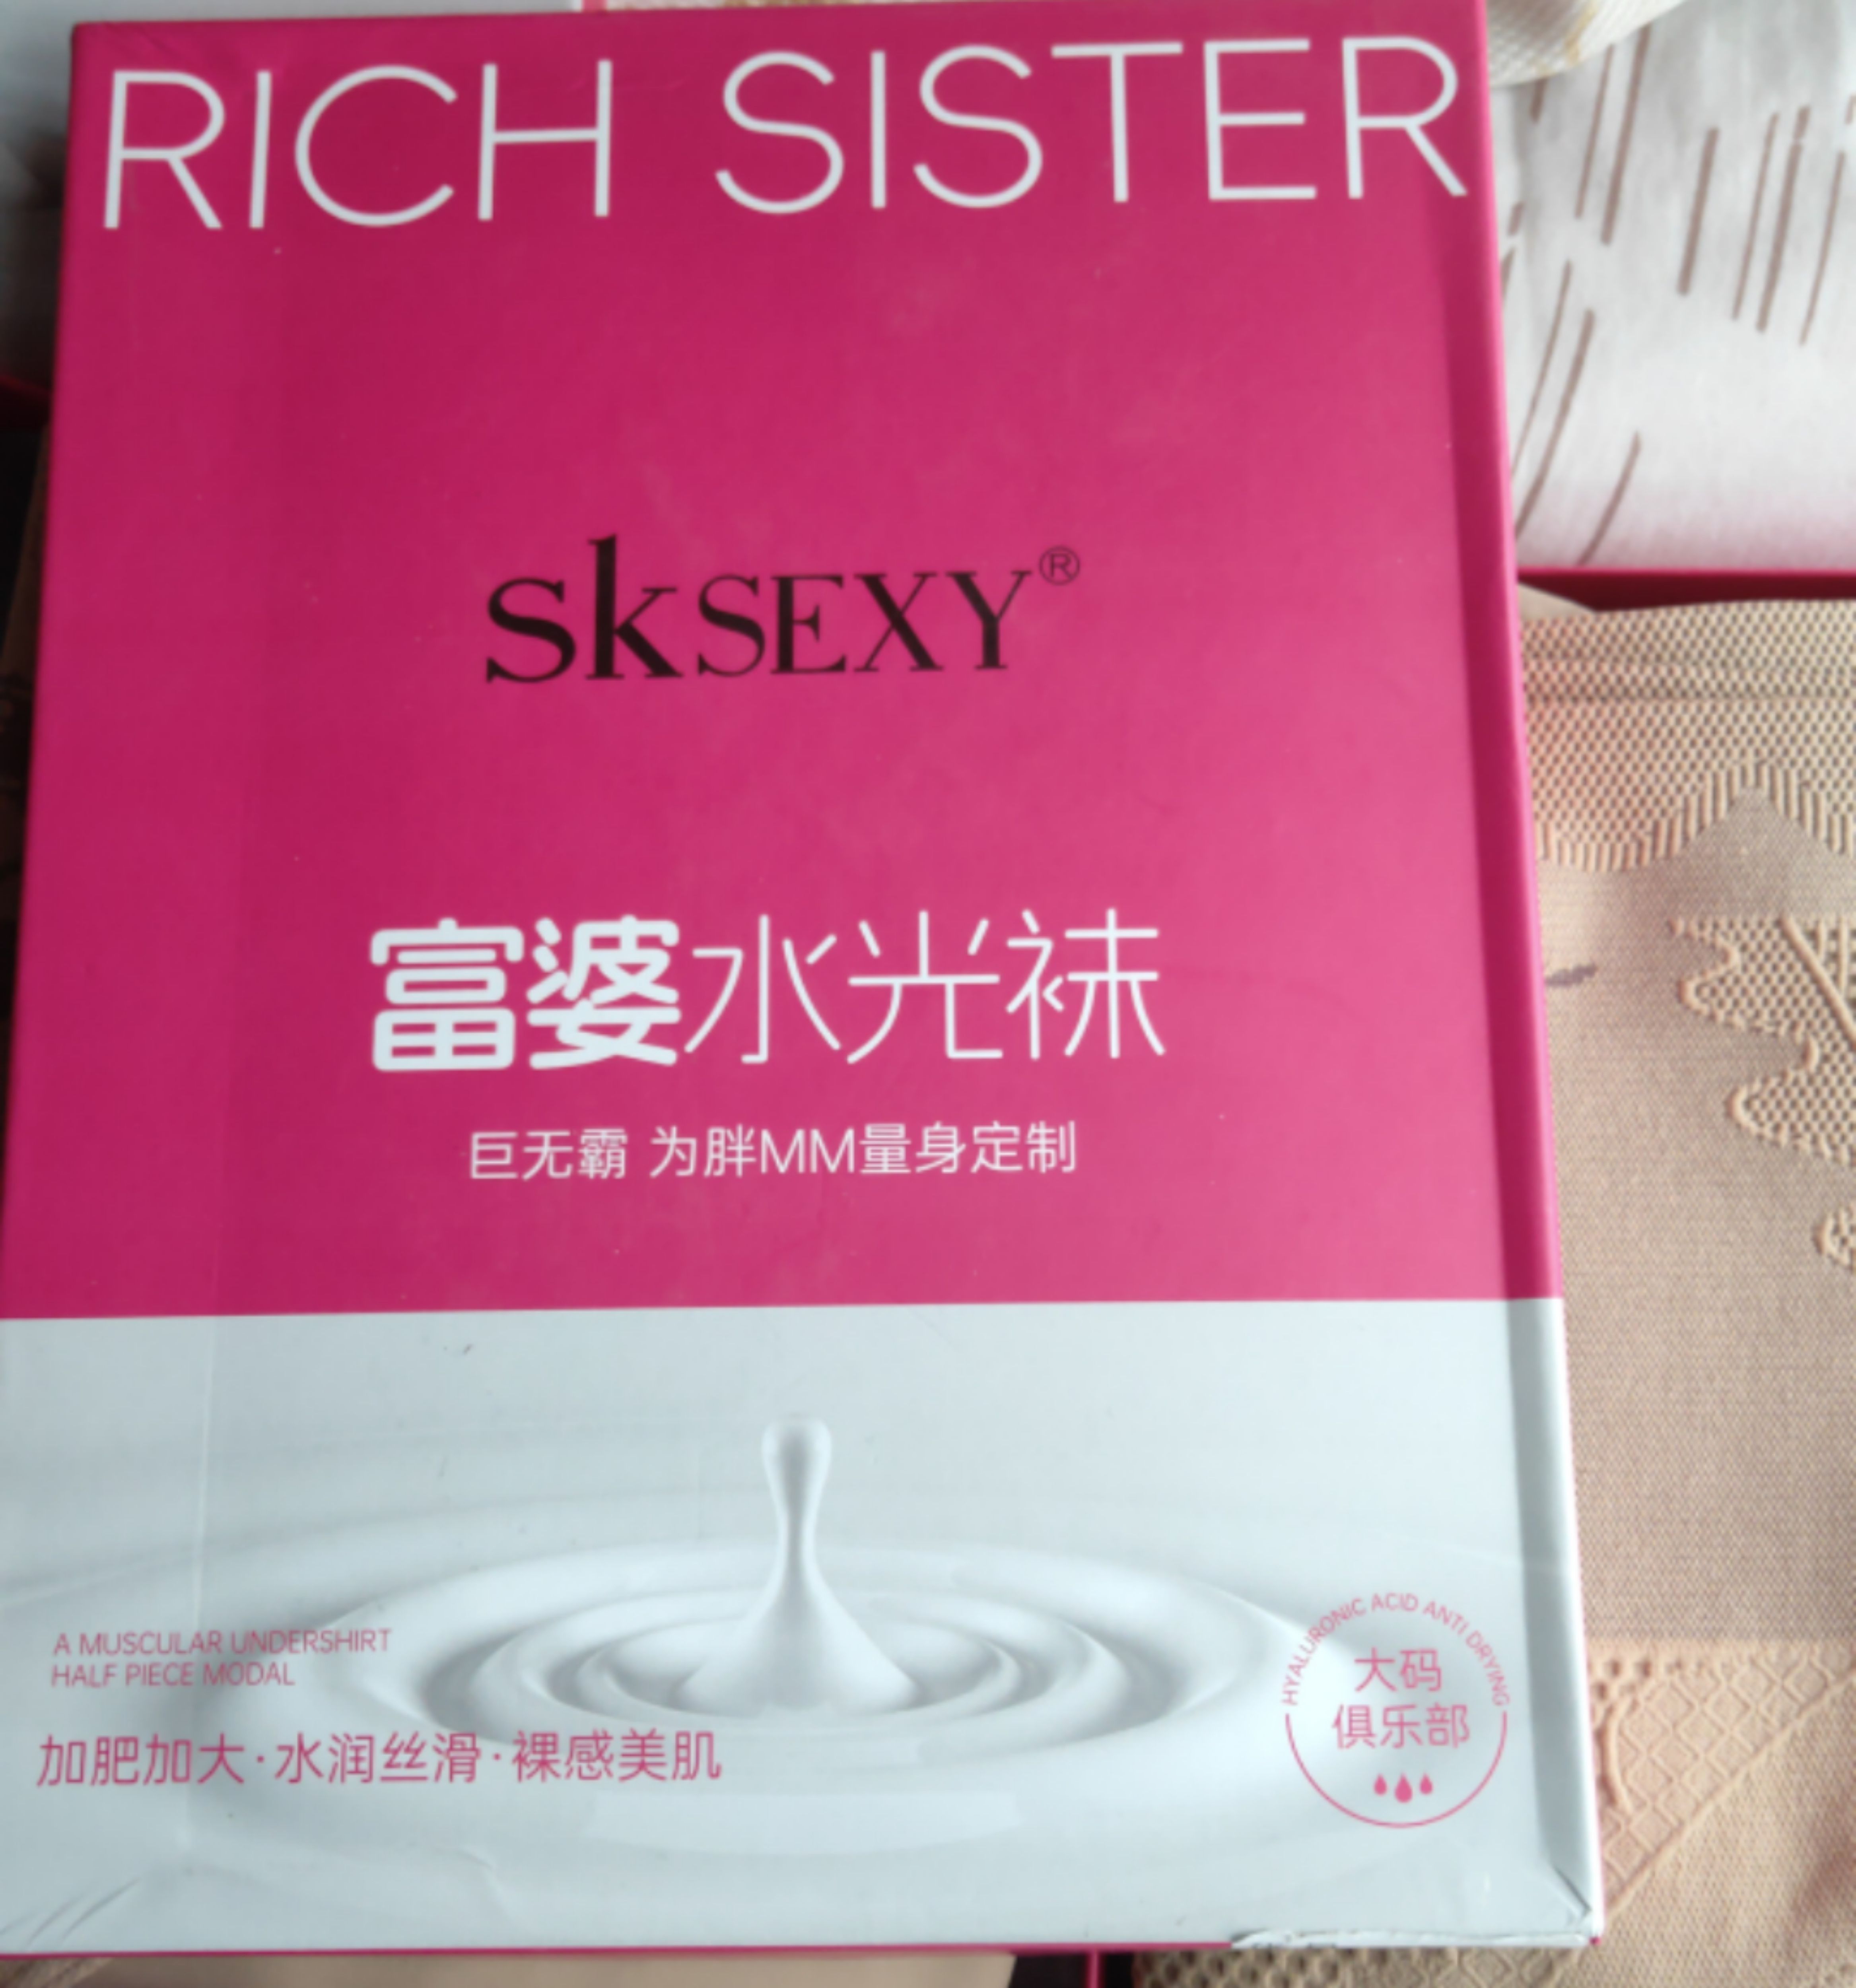 RICH SISTER
SkSEXY®
富婆水光袜
巨无霸 为胖MM量身定制
A MUSCULAR UNDERSHIRT
HALF PIECE MODAL
加肥加大·水润丝滑·裸感美肌
HYALURONIC ACID ANTI DRYING
大码
俱乐部